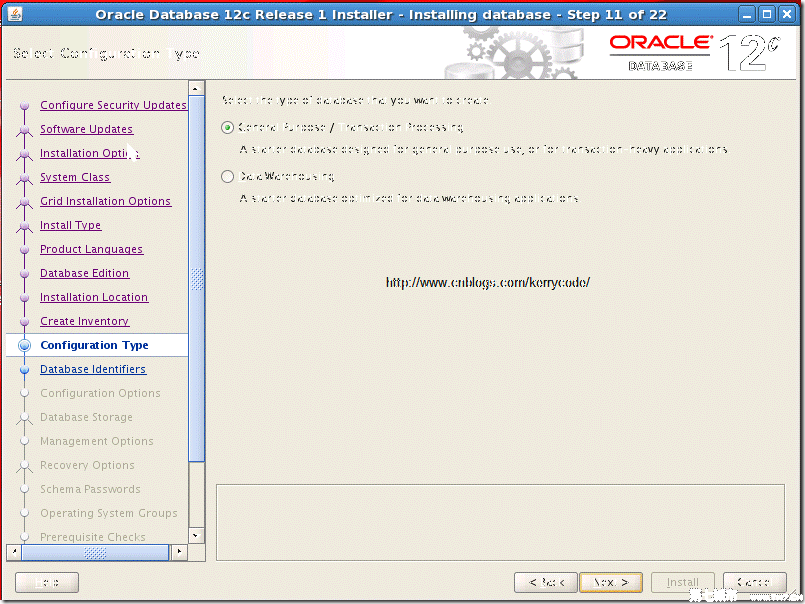 Oracle Database 12c Release 1 Installer - Installing database - Step 11 of 22
Select Configuration Type
ORACLE
DATABASE
12c
Configure Security Updates
Software Updates
Installation Options
System Class
Grid Installation Options
Install Type
Product Languages
Database Edition
Installation Location
Create Inventory
Configuration Type
Database Identifiers
Configuration Options
Database Storage
Management Options
Recovery Options
Schema Passwords
Operating System Groups
Prerequisite Checks
Select the type of database that you want to create.
General Purpose / Transaction Processing
A starter database designed for general purpose use, or for transaction-heavy applications.
Data Warehousing
A starter database optimized for data warehousing applications.
http://www.cnblogs.com/kerrycode/
Help
< Back
Next >
Install
Cancel